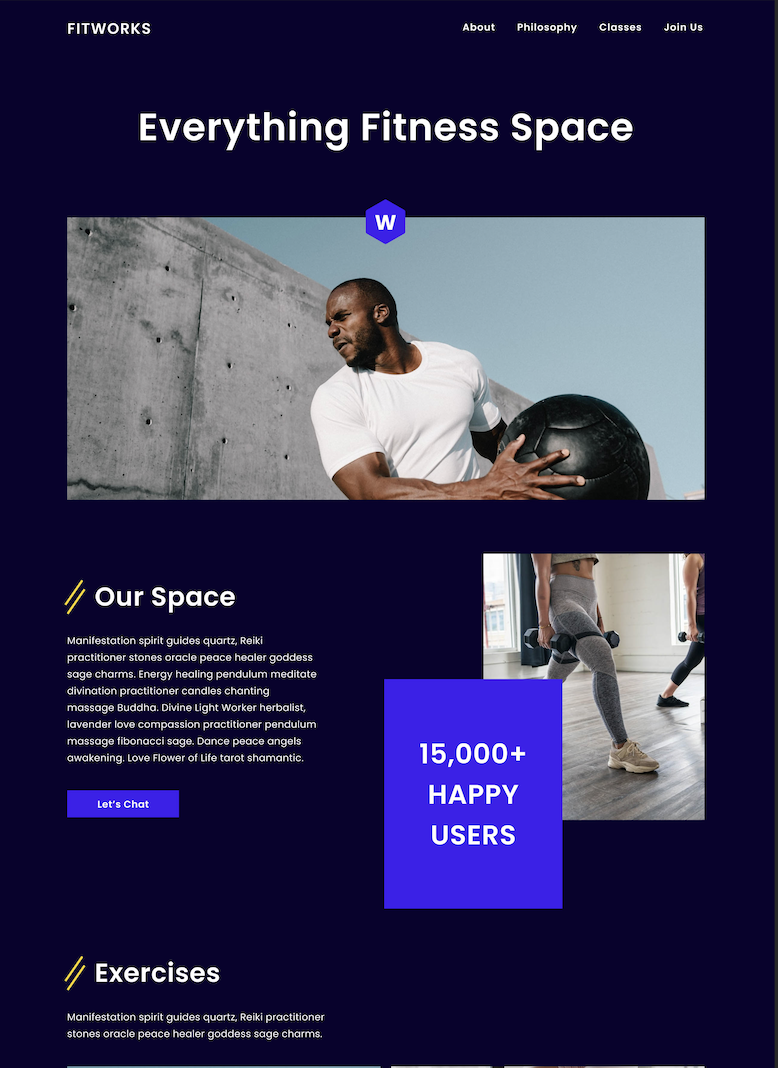 FITWORKS
About Philosophy Classes Join Us
Everything Fitness Space
W
Our Space
Manifestation spirit guides quartz, Reiki
practitioner stones oracle peace healer goddess
sage charms. Energy healing pendulum meditate
divination practitioner candles chanting
massage Buddha. Divine Light Worker herbalist,
lavender love compassion practitioner pendulum
massage fibonacci sage. Dance peace angels
awakening. Love Flower of Life tarot shamantic.
Let's Chat
15,000+
HAPPY
USERS
Exercises
Manifestation spirit guides quartz, Reiki practitioner
stones oracle peace healer goddess sage charms.